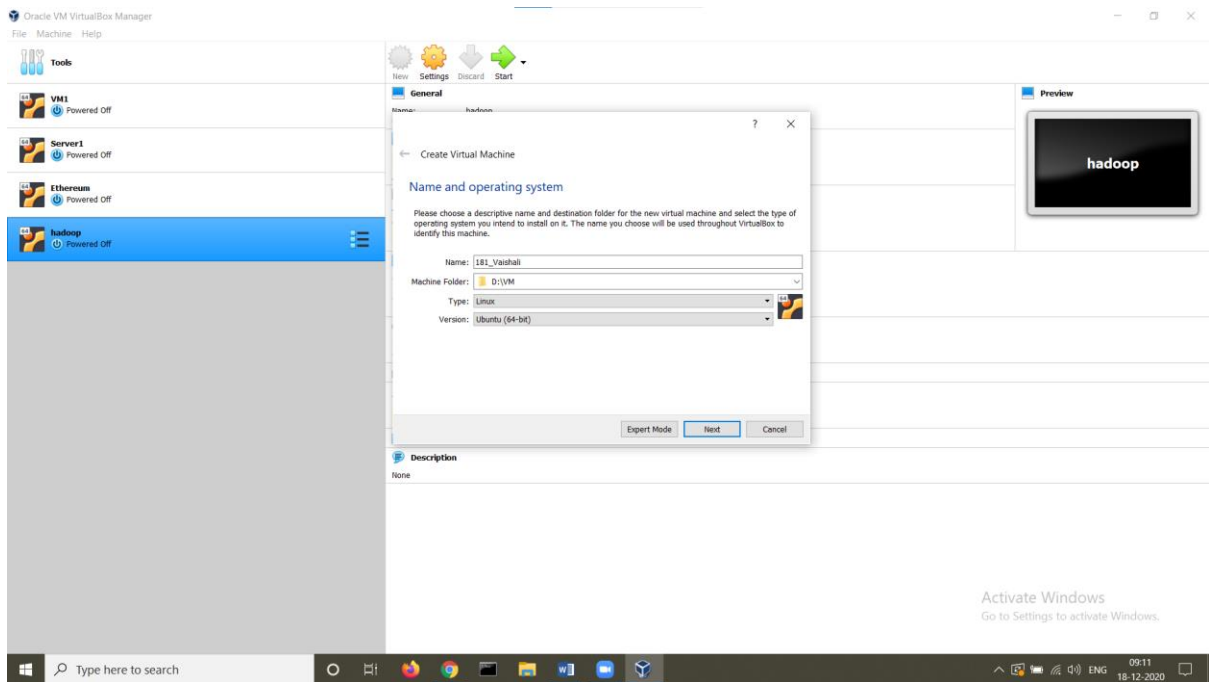 Oracle VM VirtualBox Manager
File Machine Help
Tools
New Settings Discard Start
VM1
Powered Off
Server1
Powered Off
Ethereum
Powered Off
hadoop
Powered Off
General
Name: hadoop
Preview
hadoop
? ×
← Create Virtual Machine
Name and operating system
Please choose a descriptive name and destination folder for the new virtual machine and select the type of
operating system you intend to install on it. The name you choose will be used throughout VirtualBox to
identify this machine.
Name: 181_Vaishali
Machine Folder: D:\VM
Type: Linux
Version: Ubuntu (64-bit)
Expert Mode Next Cancel
Description
None
Activate Windows
Go to Settings to activate Windows.
Type here to search
ENG
09:11
18-12-2020